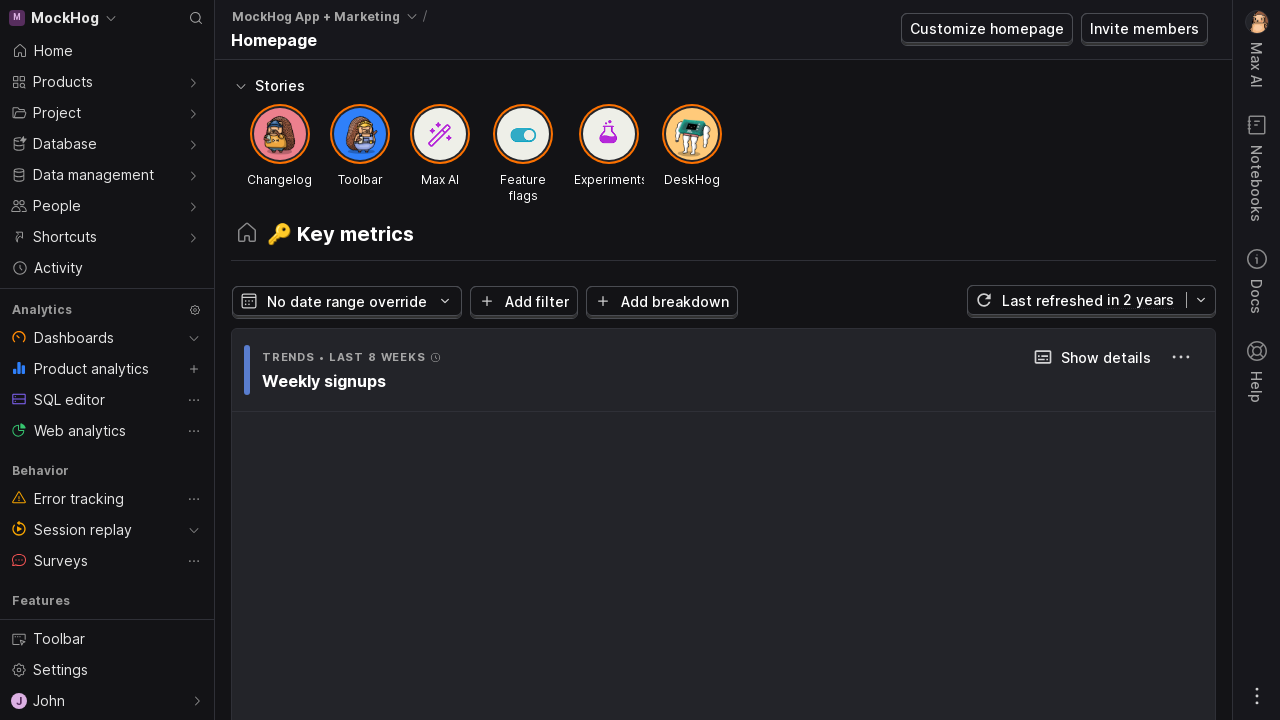 M MockHog
Home
Products
Project
Database
Data management
People
Shortcuts
Activity
Analytics
Dashboards
Product analytics
SQL editor
Web analytics
Behavior
Error tracking
Session replay
Surveys
Features
Toolbar
Settings
J John
MockHog App + Marketing /
Homepage
Customize homepage
Invite members
Stories
Changelog
Toolbar
Max AI
Feature
flags
Experiments
DeskHog
🔑 Key metrics
No date range override
Add filter
Add breakdown
Last refreshed in 2 years
TRENDS • LAST 8 WEEKS
Show details
Weekly signups
Max AI
Notebooks
Docs
Help